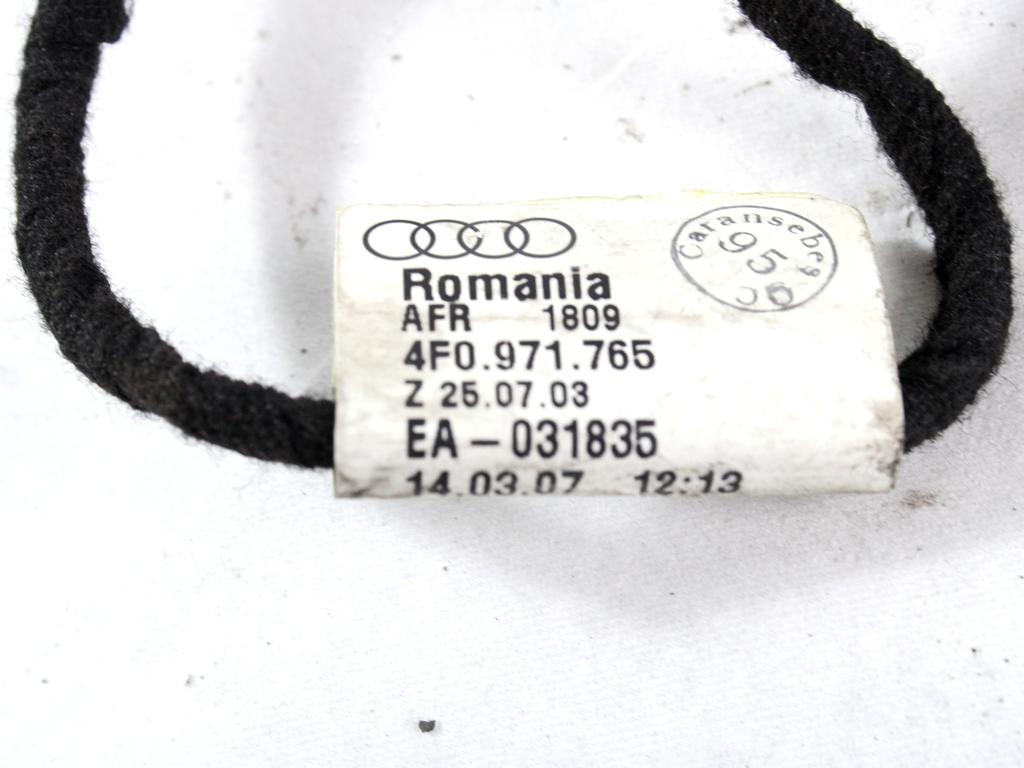 Romania
AFR 1809
4F0.971.765
Z 25.07.03
EA-031835
14.03.07 12:13
Caransebeş
95